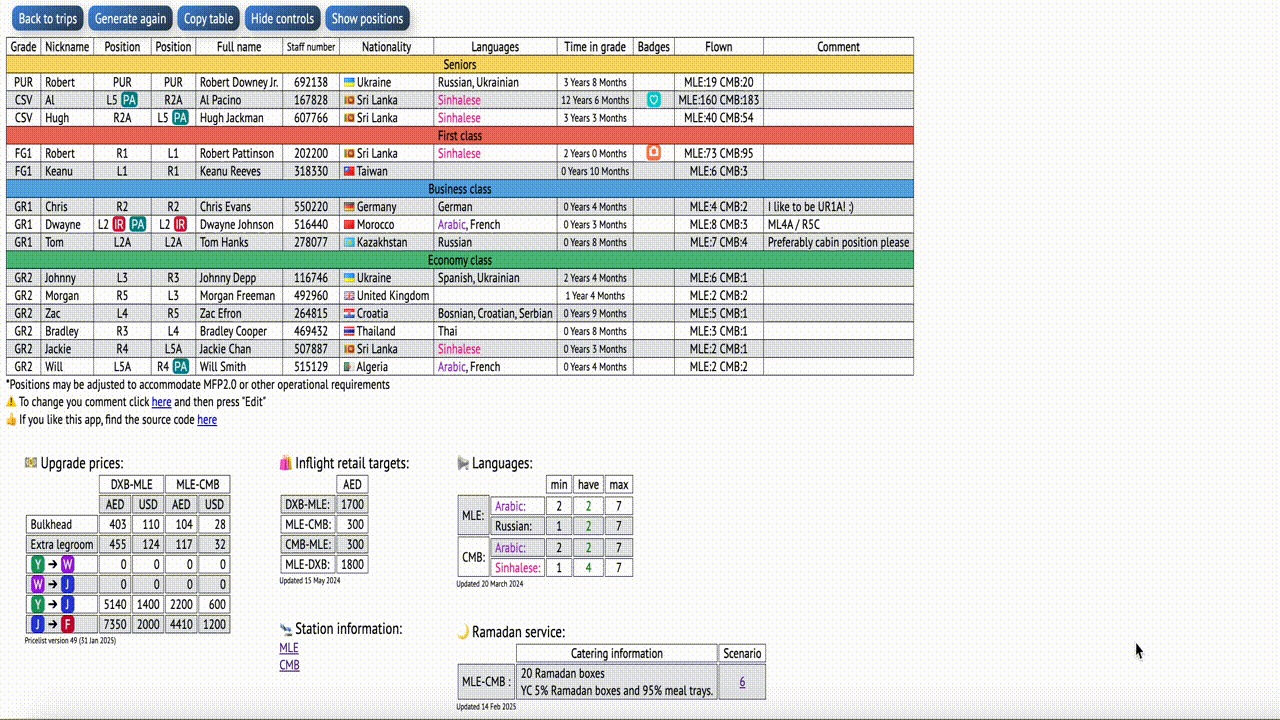 Back to trips Generate again Copy table Hide controls Show positions
Grade Nickname Position Position Full name Staff number Nationality Languages Time in grade Badges Flown Comment
Seniors
PUR Robert PUR PUR Robert Downey Jr. 692138 Ukraine Russian, Ukrainian 3 Years 8 Months MLE:19 CMB:20
CSV Al L5 PA R2A Al Pacino 167828 Sri Lanka Sinhalese 12 Years 6 Months MLE:160 CMB:183
CSV Hugh R2A L5 PA Hugh Jackman 607766 Sri Lanka Sinhalese 3 Years 3 Months MLE:40 CMB:54
First class
FG1 Robert R1 L1 Robert Pattinson 202200 Sri Lanka Sinhalese 2 Years 0 Months MLE:73 CMB:95
FG1 Keanu L1 R1 Keanu Reeves 318330 Taiwan 0 Years 10 Months MLE:6 CMB:3
Business class
GR1 Chris R2 R2 Chris Evans 550220 Germany German 0 Years 4 Months MLE:4 CMB:2 I like to be UR1A! :)
GR1 Dwayne L2 IR PA L2 IR Dwayne Johnson 516440 Morocco Arabic, French 0 Years 3 Months MLE:8 CMB:3 ML4A / R5C
GR1 Tom L2A L2A Tom Hanks 278077 Kazakhstan Russian 0 Years 8 Months MLE:7 CMB:4 Preferably cabin position please
Economy class
GR2 Johnny L3 R3 Johnny Depp 116746 Ukraine Spanish, Ukrainian 2 Years 4 Months MLE:6 CMB:1
GR2 Morgan R5 L3 Morgan Freeman 492960 United Kingdom 1 Year 4 Months MLE:2 CMB:2
GR2 Zac L4 R5 Zac Efron 264815 Croatia Bosnian, Croatian, Serbian 0 Years 9 Months MLE:5 CMB:1
GR2 Bradley R3 L4 Bradley Cooper 469432 Thailand Thai 0 Years 8 Months MLE:3 CMB:1
GR2 Jackie R4 L5A Jackie Chan 507887 Sri Lanka Sinhalese 0 Years 3 Months MLE:2 CMB:1
GR2 Will L5A R4 PA Will Smith 515129 Algeria Arabic, French 0 Years 4 Months MLE:2 CMB:2
*Positions may be adjusted to accommodate MFP2.0 or other operational requirements
To change you comment click here and then press "Edit"
If you like this app, find the source code here
Upgrade prices:
DXB-MLE MLE-CMB
AED USD AED USD
Bulkhead 403 110 104 28
Extra legroom 455 124 117 32
Y → W 0 0 0 0
W → J 0 0 0 0
Y → J 5140 1400 2200 600
J → F 7350 2000 4410 1200
Pricelist version 49 (31 Jan 2025)
Inflight retail targets:
AED
DXB-MLE: 1700
MLE-CMB: 300
CMB-MLE: 300
MLE-DXB: 1800
Updated 15 May 2024
Station information:
MLE
CMB
Languages:
min have max
MLE: Arabic: 2 2 7
Russian: 1 2 7
CMB: Arabic: 2 2 7
Sinhalese: 1 4 7
Updated 20 March 2024
Ramadan service:
Catering information Scenario
MLE-CMB : 20 Ramadan boxes 6
YC 5% Ramadan boxes and 95% meal trays.
Updated 14 Feb 2025